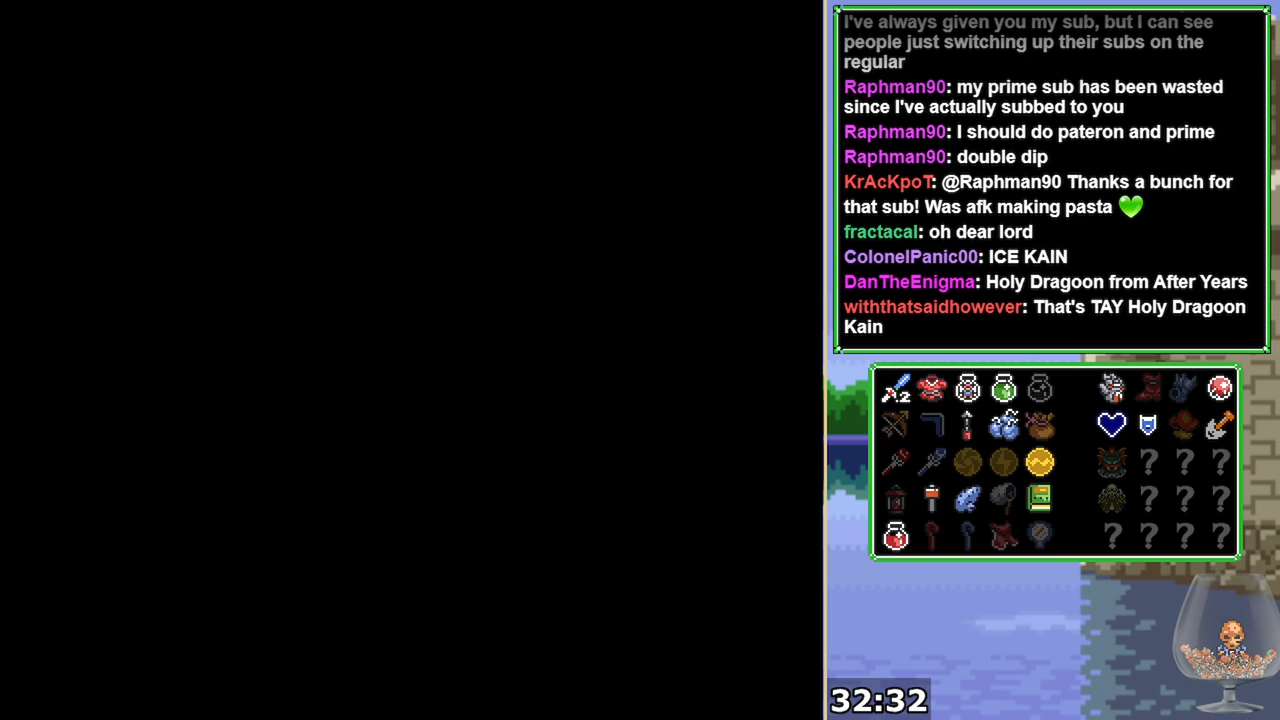 I've always given you my sub, but I can see
people just switching up their subs on the
regular
Raphman90: my prime sub has been wasted
since I've actually subbed to you
Raphman90: I should do pateron and prime
Raphman90: double dip
KrAcKpoT: @Raphman90 Thanks a bunch for
that sub! Was afk making pasta 💚
fractacal: oh dear lord
ColonelPanic00: ICE KAIN
DanTheEnigma: Holy Dragoon from After Years
withthatsaidhowever: That's TAY Holy Dragoon
Kain
2
? ? ?
? ? ?
? ? ? ?
32:32